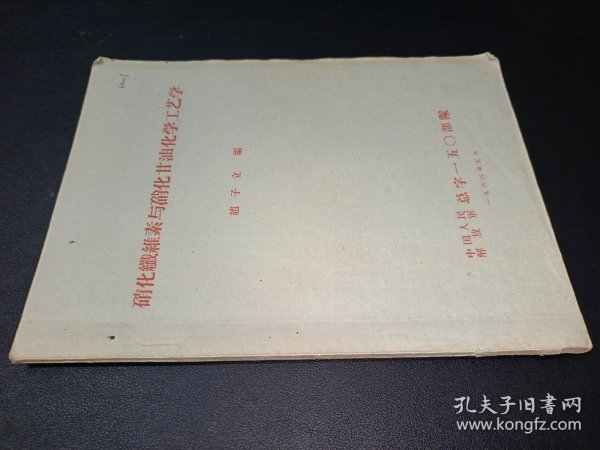 硝化纖維素与硝化甘油化学工艺学
趙子立 編
中国人民
解放軍
总字一五〇部隊
孔夫子旧书网
www.kongfz.com